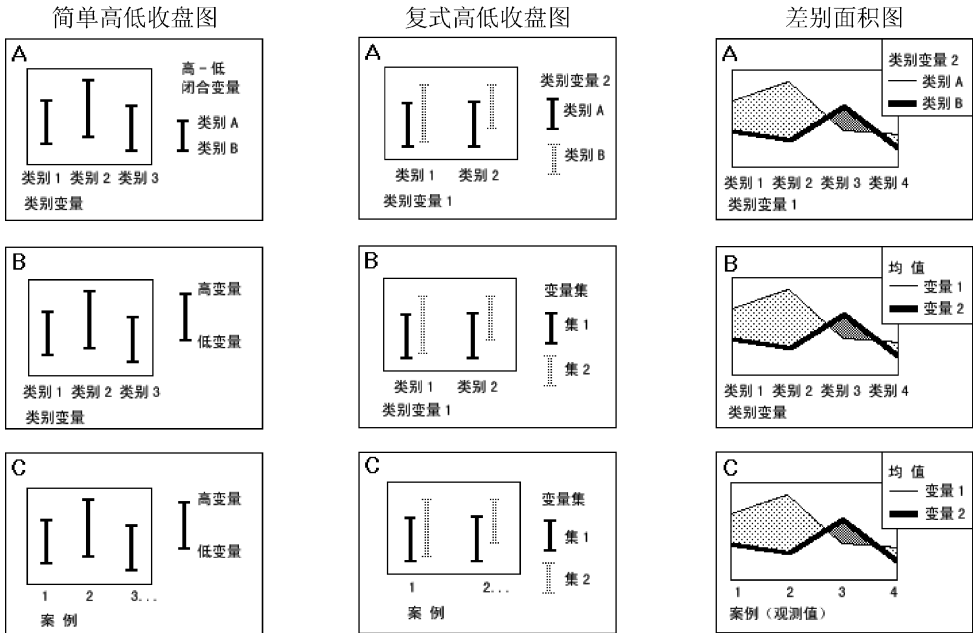 简单高低收盘图
复式高低收盘图
差别面积图
A
高－低
闭合变量
类别 A
类别 B
类别 1 类别 2 类别 3
类别变量
A
类别变量 2
类别 A
类别 B
类别 1 类别 2
类别变量 1
A
类别变量 2
类别 A
类别 B
类别 1 类别 2 类别 3 类别 4
类别变量 1
B
高变量
低变量
类别 1 类别 2 类别 3
类别变量
B
变量集
集 1
集 2
类别 1 类别 2
类别变量 1
B
均 值
变量 1
变量 2
类别 1 类别 2 类别 3 类别 4
类别变量
C
高变量
低变量
1 2 3...
案 例
C
变量集
集 1
集 2
1 2...
案 例
C
均 值
变量 1
变量 2
1 2 3 4
案例（观测值）